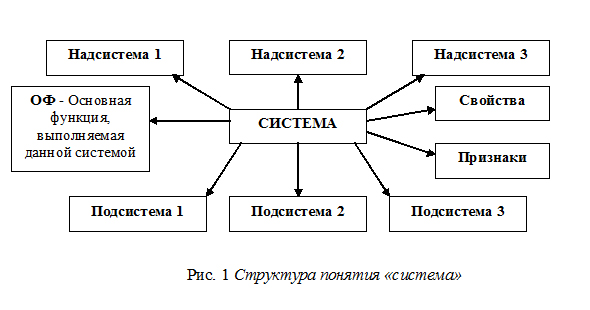 Надсистема 1
Надсистема 2
Надсистема 3
ОФ - Основная
функция,
выполняемая
данной системой
СИСТЕМА
Свойства
Признаки
Подсистема 1
Подсистема 2
Подсистема 3
Рис. 1 Структура понятия «система»